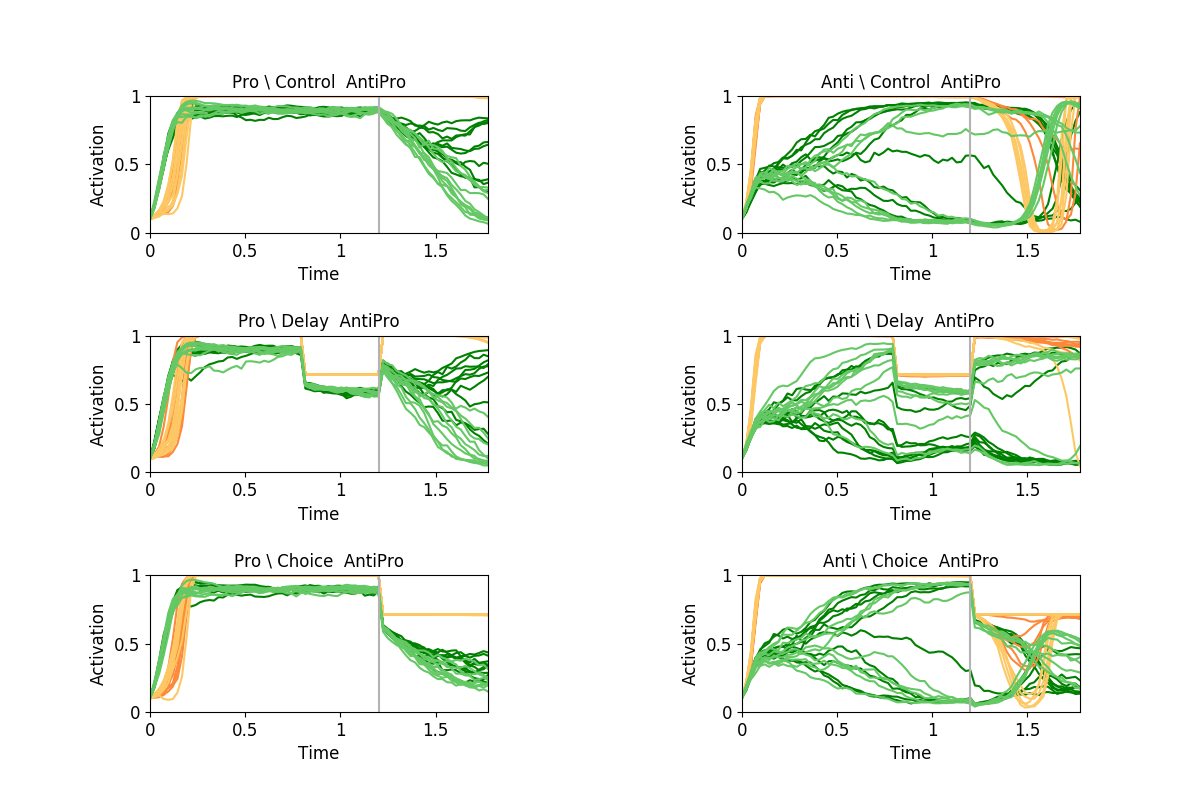 Pro \ Control  AntiPro
Activation
1
0.5
0
0
0.5
1
1.5
Time
Anti \ Control  AntiPro
Activation
1
0.5
0
0
0.5
1
1.5
Time
Pro \ Delay  AntiPro
Activation
1
0.5
0
0
0.5
1
1.5
Time
Anti \ Delay  AntiPro
Activation
1
0.5
0
0
0.5
1
1.5
Time
Pro \ Choice  AntiPro
Activation
1
0.5
0
0
0.5
1
1.5
Time
Anti \ Choice  AntiPro
Activation
1
0.5
0
0
0.5
1
1.5
Time